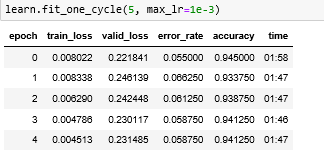 learn.fit_one_cycle(5, max_lr=1e-3)
epoch train_loss valid_loss error_rate accuracy time
0 0.008022 0.221841 0.055000 0.945000 01:58
1 0.008338 0.246139 0.066250 0.933750 01:47
2 0.006290 0.242448 0.061250 0.938750 01:47
3 0.004786 0.230117 0.058750 0.941250 01:46
4 0.004513 0.231485 0.058750 0.941250 01:47